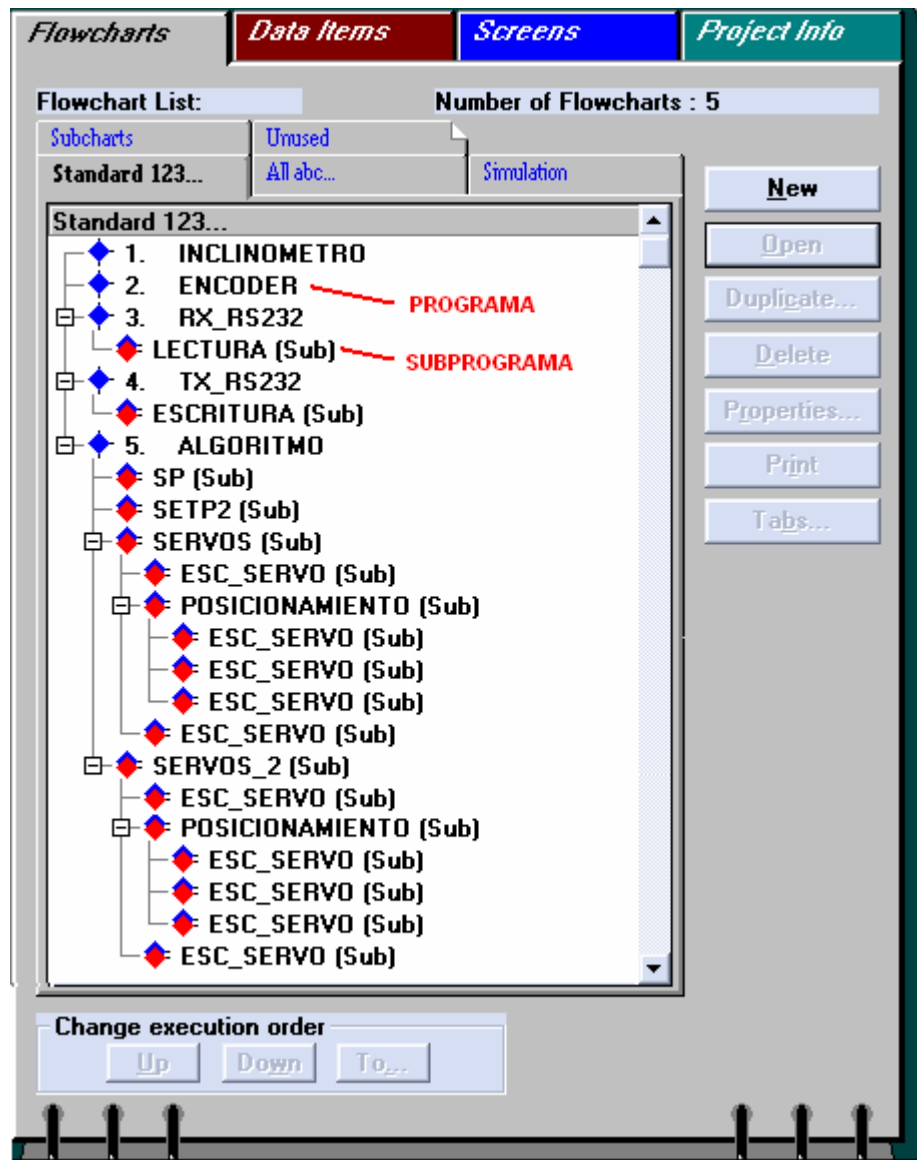 Flowcharts Data Items Screens Project Info
Flowchart List: Number of Flowcharts : 5
Subcharts Unused
Standard 123... All abc... Simulation
Standard 123...
1. INCLINOMETRO
2. ENCODER
PROGRAMA
3. RX_RS232
LECTURA (Sub)
SUBPROGRAMA
4. TX_RS232
ESCRITURA (Sub)
5. ALGORITMO
SP (Sub)
SETP2 (Sub)
SERVOS (Sub)
ESC_SERVO (Sub)
POSICIONAMIENTO (Sub)
ESC_SERVO (Sub)
ESC_SERVO (Sub)
ESC_SERVO (Sub)
ESC_SERVO (Sub)
SERVOS_2 (Sub)
ESC_SERVO (Sub)
POSICIONAMIENTO (Sub)
ESC_SERVO (Sub)
ESC_SERVO (Sub)
ESC_SERVO (Sub)
ESC_SERVO (Sub)
New
Open
Duplicate...
Delete
Properties...
Print
Tabs...
Change execution order
Up Down To...